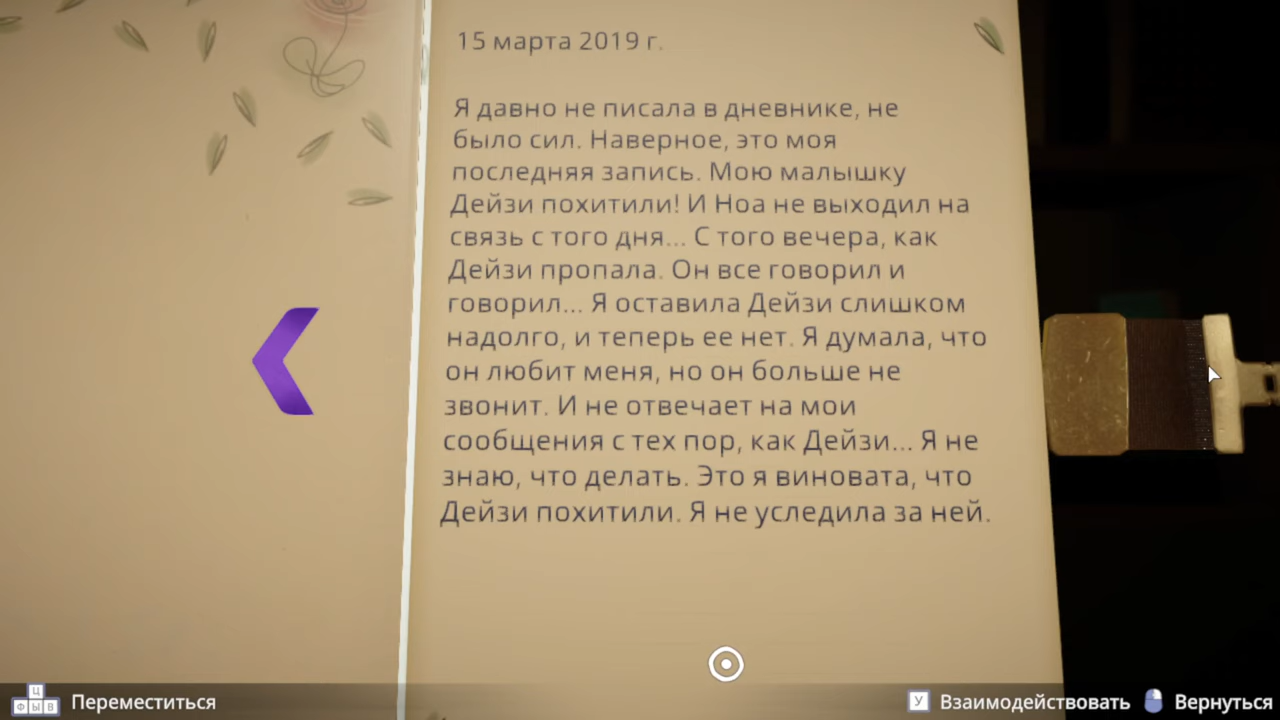 15 марта 2019 г.
Я давно не писала в дневнике, не
было сил. Наверное, это моя
последняя запись. Мою малышку
Дейзи похитили! И Ноа не выходил на
связь с того дня... С того вечера, как
Дейзи пропала. Он все говорил и
говорил... Я оставила Дейзи слишком
надолго, и теперь ее нет. Я думала, что
он любит меня, но он больше не
звонит. И не отвечает на мои
сообщения с тех пор, как Дейзи... Я не
знаю, что делать. Это я виновата, что
Дейзи похитили. Я не уследила за ней.
Ц
Ф Ы В Переместиться
У Взаимодействовать Вернуться